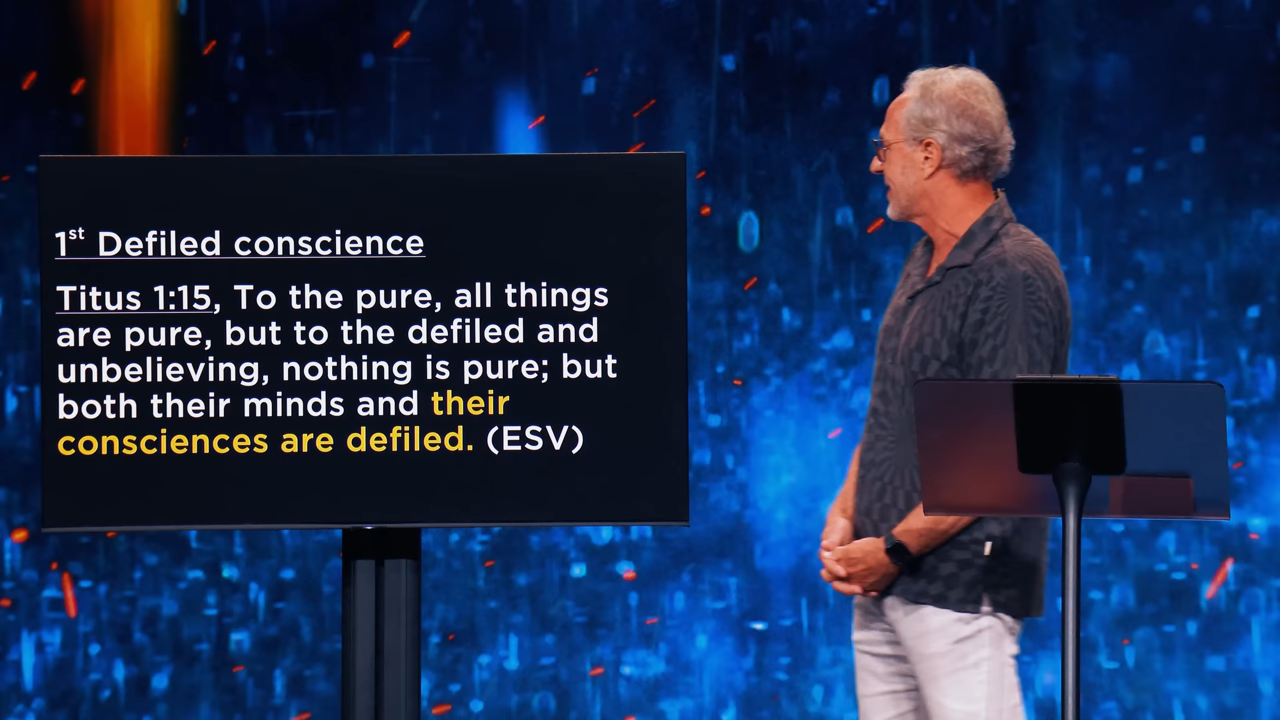 1st Defiled conscience
Titus 1:15, To the pure, all things
are pure, but to the defiled and
unbelieving, nothing is pure; but
both their minds and their
consciences are defiled. (ESV)